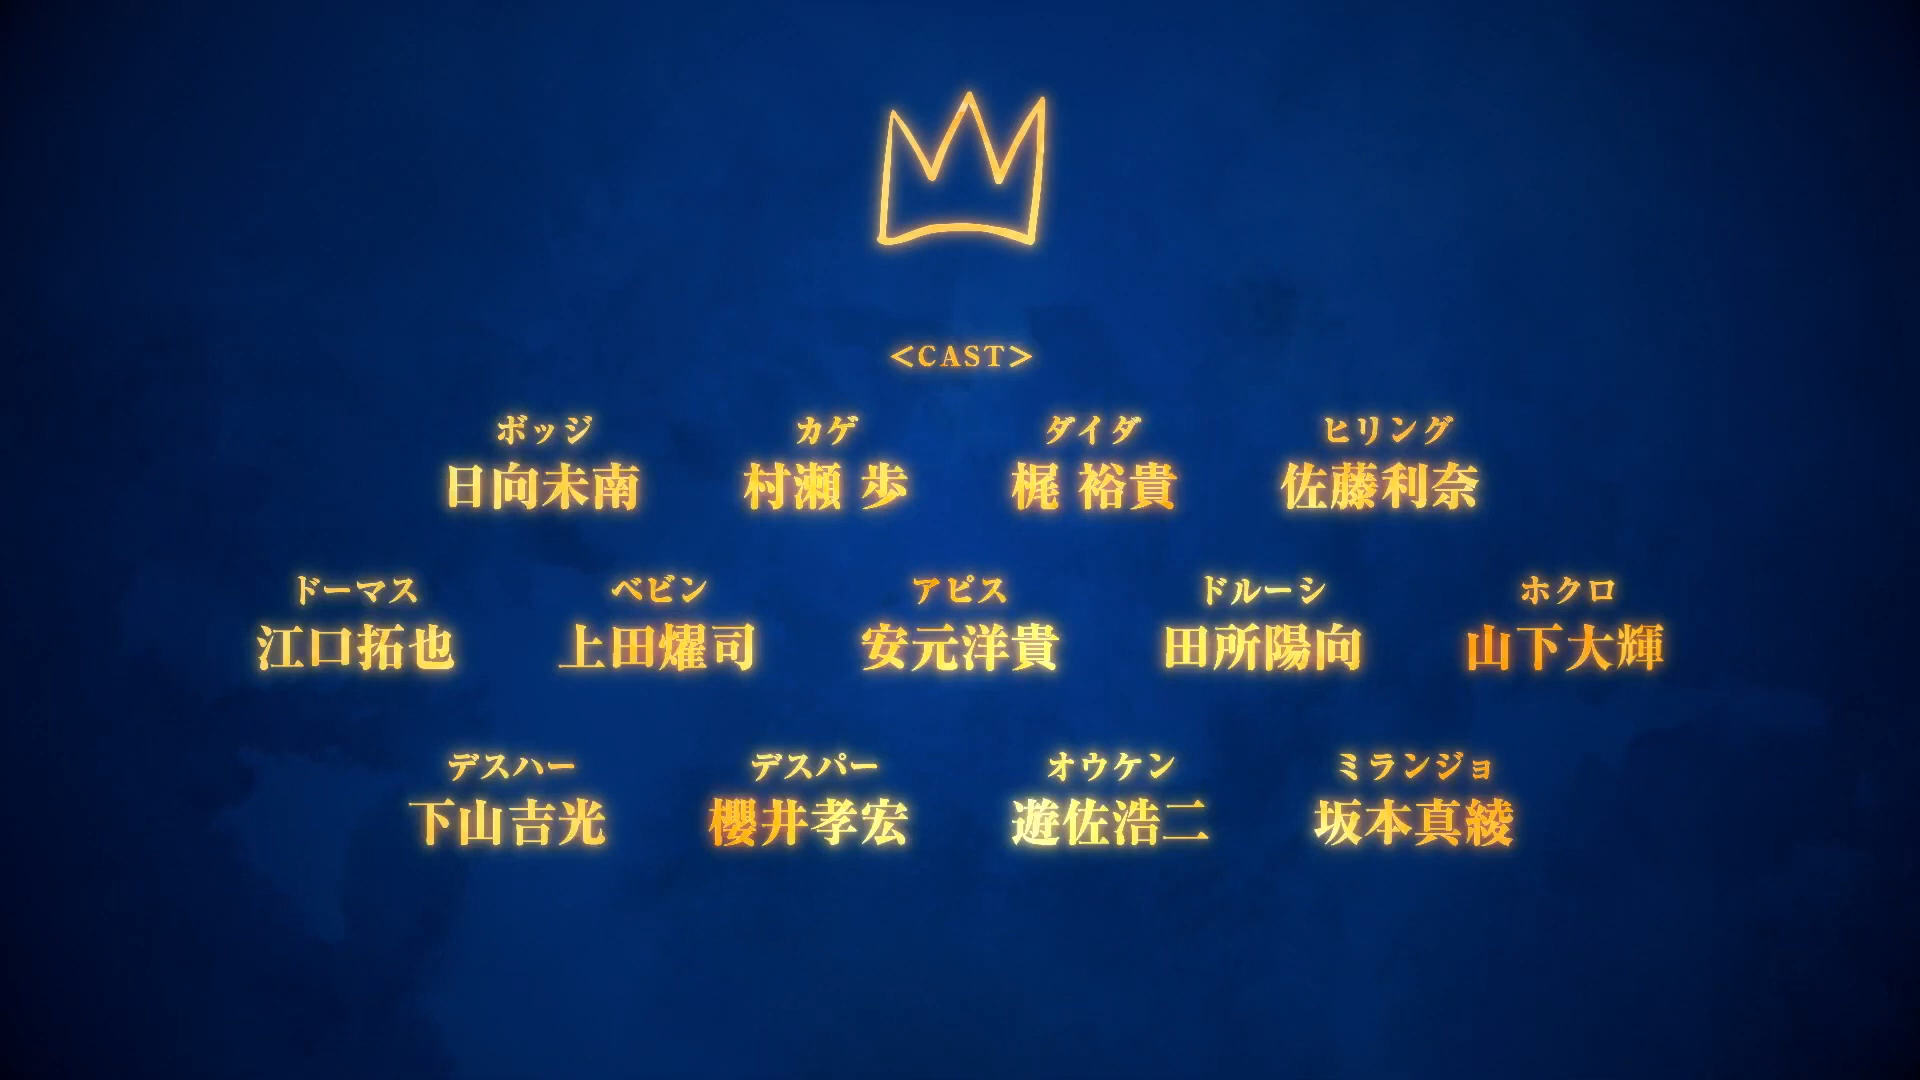 <CAST>
ボッジ カゲ ダイダ ヒリング
日向未南 村瀬 歩 梶 裕貴 佐藤利奈
ドーマス ベビン アピス ドルーシ ホクロ
江口拓也 上田燿司 安元洋貴 田所陽向 山下大輝
デスハー デスパー オウケン ミランジョ
下山吉光 櫻井孝宏 遊佐浩二 坂本真綾